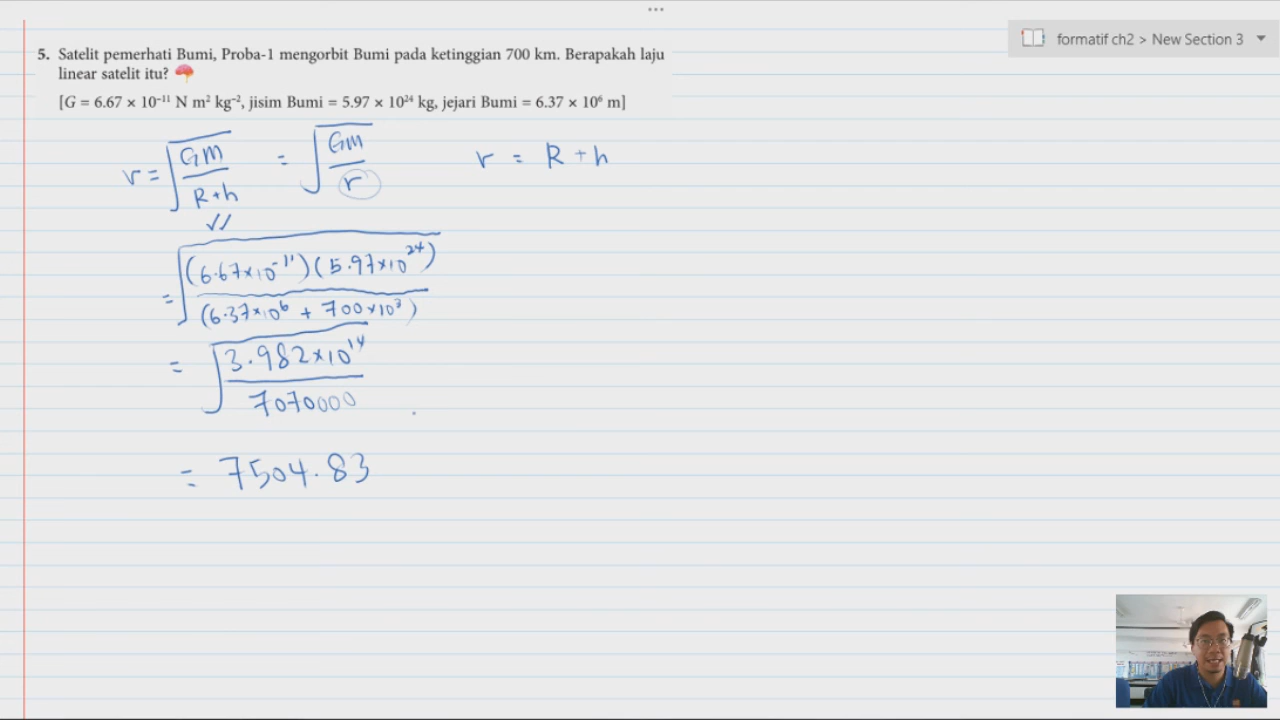 formatif ch2 > New Section 3
5. Satelit pemerhati Bumi, Proba-1 mengorbit Bumi pada ketinggian 700 km. Berapakah laju
linear satelit itu?
[G = 6.67 × 10⁻¹¹ N m² kg⁻², jisim Bumi = 5.97 × 10²⁴ kg, jejari Bumi = 6.37 × 10⁶ m]
v = √(GM / R+h) = √(GM / r) r = R + h
= √((6.67×10⁻¹¹)(5.97×10²⁴) / (6.37×10⁶ + 700×10³))
= √(3.982×10¹⁴ / 7070000)
= 7504.83